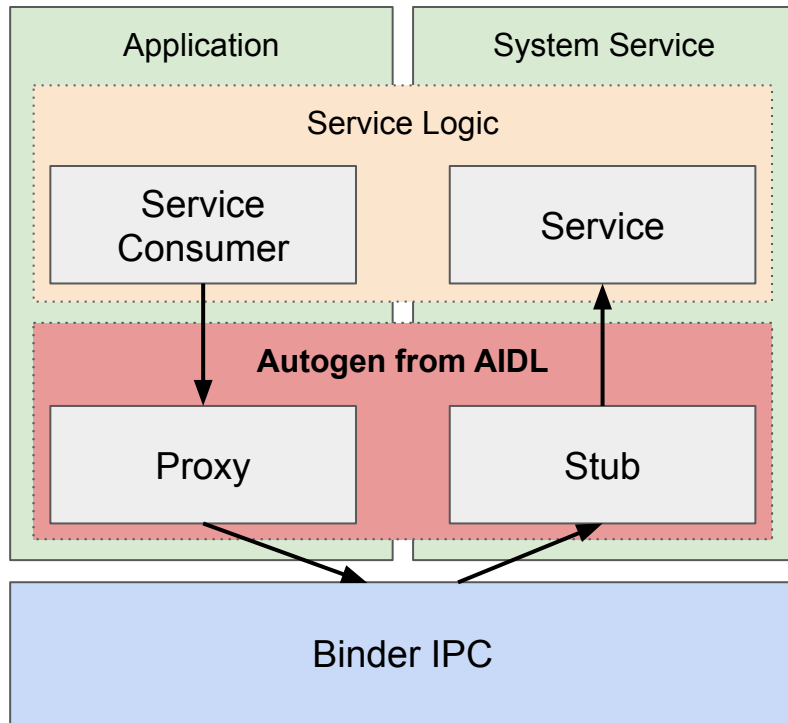 Application
System Service
Service Logic
Service
Consumer
Service
Autogen from AIDL
Proxy
Stub
Binder IPC